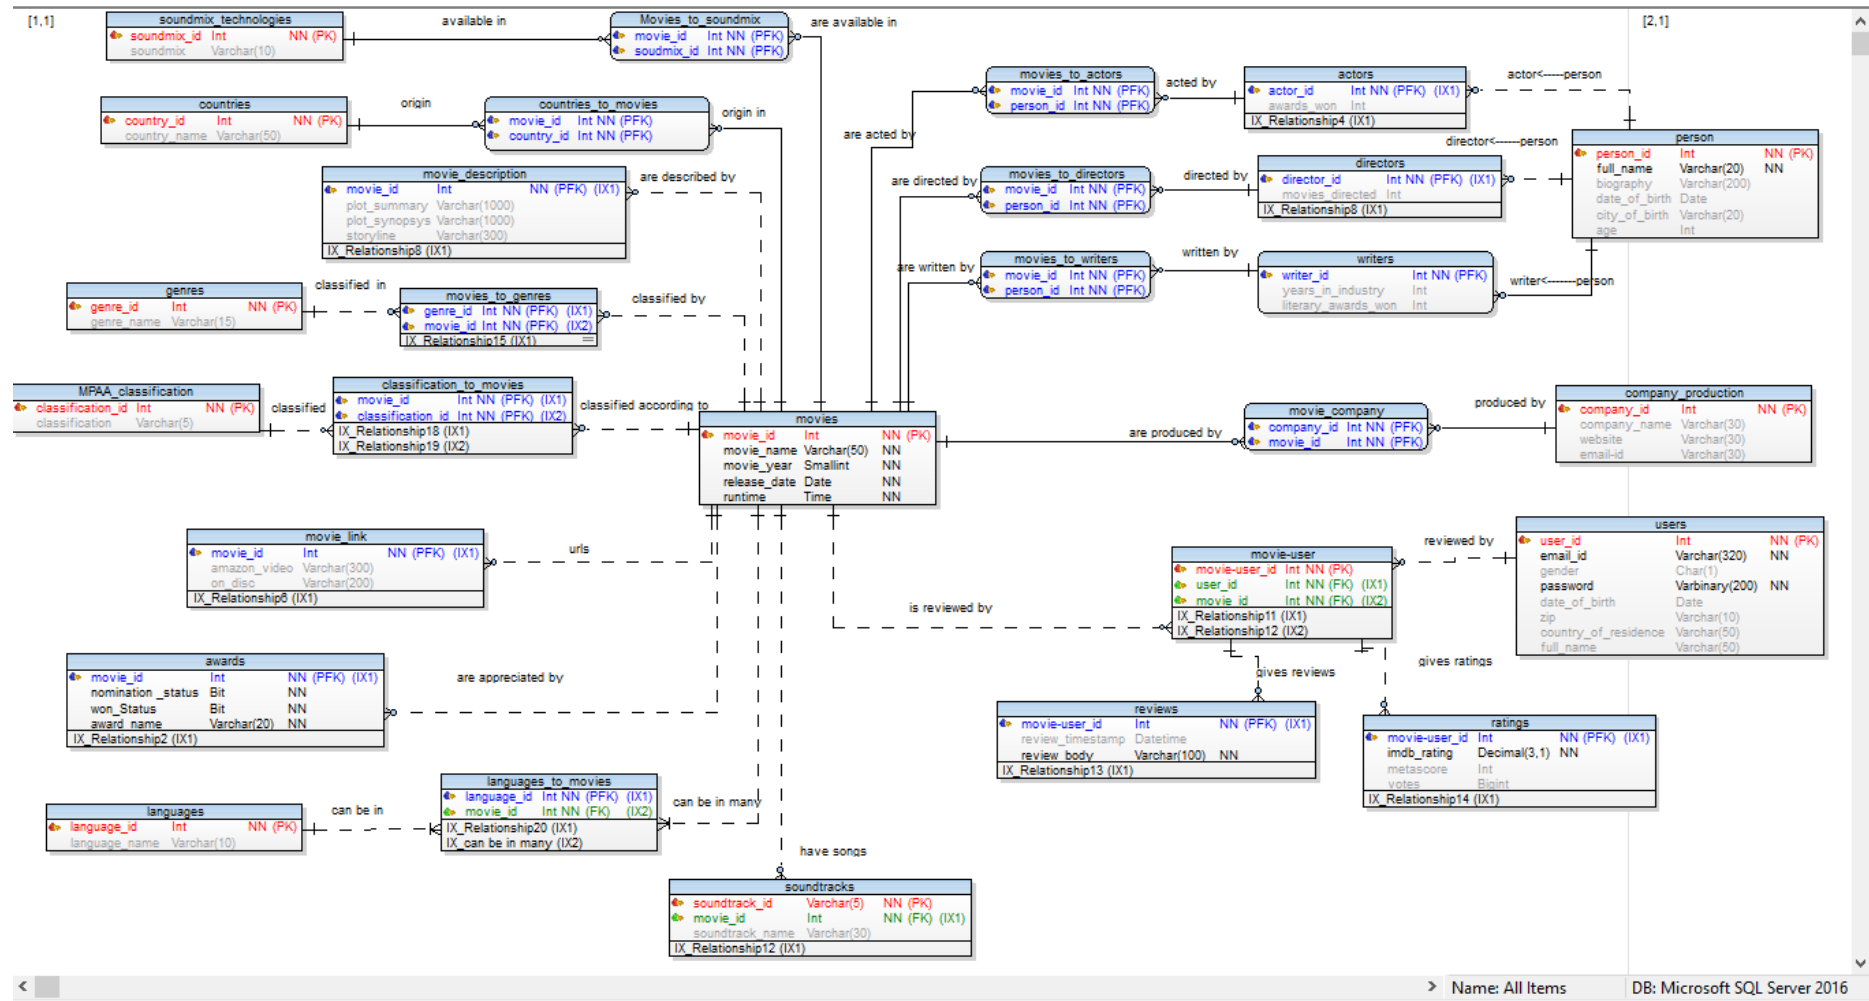 [1,1]
[2,1]
soundmix_technologies
soundmix_id Int NN (PK)
soundmix Varchar(10)
available in
Movies_to_soundmix
movie_id Int NN (PFK)
soudmix_id Int NN (PFK)
are available in
countries
country_id Int NN (PK)
country_name Varchar(50)
origin
countries_to_movies
movie_id Int NN (PFK)
country_id Int NN (PFK)
origin in
movie_description
movie_id Int NN (PFK) (IX1)
plot_summary Varchar(1000)
plot_synopsys Varchar(1000)
storyline Varchar(300)
IX_Relationship8 (IX1)
are described by
genres
genre_id Int NN (PK)
genre_name Varchar(15)
classified in
movies_to_genres
genre_id Int NN (PFK) (IX1)
movie_id Int NN (PFK) (IX2)
IX_Relationship15 (IX1)
classified by
MPAA_classification
classification_id Int NN (PK)
classification Varchar(5)
classified
classification_to_movies
movie_id Int NN (PFK) (IX1)
classification_id Int NN (PFK) (IX2)
IX_Relationship18 (IX1)
IX_Relationship19 (IX2)
classified according to
movies_to_actors
movie_id Int NN (PFK)
person_id Int NN (PFK)
are acted by
acted by
actors
actor_id Int NN (PFK) (IX1)
awards_won Int
IX_Relationship4 (IX1)
actor<-----person
person
person_id Int NN (PK)
full_name Varchar(20) NN
biography Varchar(200)
date_of_birth Date
city_of_birth Varchar(20)
age Int
director<------person
are directed by
movies_to_directors
movie_id Int NN (PFK)
person_id Int NN (PFK)
directed by
directors
director_id Int NN (PFK) (IX1)
movies_directed Int
IX_Relationship8 (IX1)
are written by
movies_to_writers
movie_id Int NN (PFK)
person_id Int NN (PFK)
written by
writers
writer_id Int NN (PFK)
years_in_industry Int
literary_awards_won Int
writer<-------person
movies
movie_id Int NN (PK)
movie_name Varchar(50) NN
movie_year Smallint NN
release_date Date NN
runtime Time NN
are produced by
movie_company
company_id Int NN (PFK)
movie_id Int NN (PFK)
produced by
company_production
company_id Int NN (PK)
company_name Varchar(30)
website Varchar(30)
email-id Varchar(30)
movie_link
movie_id Int NN (PFK) (IX1)
amazon_video Varchar(300)
on_disc Varchar(200)
IX_Relationship6 (IX1)
urls
is reviewed by
movie-user
movie-user_id Int NN (PK)
user_id Int NN (FK) (IX1)
movie_id Int NN (FK) (IX2)
IX_Relationship11 (IX1)
IX_Relationship12 (IX2)
reviewed by
users
user_id Int NN (PK)
email_id Varchar(320) NN
gender Char(1)
password Varbinary(200) NN
date_of_birth Date
zip Varchar(10)
country_of_residence Varchar(50)
full_name Varchar(50)
awards
movie_id Int NN (PFK) (IX1)
nomination _status Bit NN
won_Status Bit NN
award_name Varchar(20) NN
IX_Relationship2 (IX1)
are appreciated by
gives reviews
gives ratings
reviews
movie-user_id Int NN (PFK) (IX1)
review_timestamp Datetime
review_body Varchar(100) NN
IX_Relationship13 (IX1)
ratings
movie-user_id Int NN (PFK) (IX1)
imdb_rating Decimal(3,1) NN
metascore Int
votes Bigint
IX_Relationship14 (IX1)
languages
language_id Int NN (PK)
language_name Varchar(10)
can be in
languages_to_movies
language_id Int NN (PFK) (IX1)
movie_id Int NN (FK) (IX2)
IX_Relationship20 (IX1)
IX_can be in many (IX2)
can be in many
have songs
soundtracks
soundtrack_id Varchar(5) NN (PK)
movie_id Int NN (FK) (IX1)
soundtrack_name Varchar(30)
IX_Relationship12 (IX1)
Name: All Items
DB: Microsoft SQL Server 2016